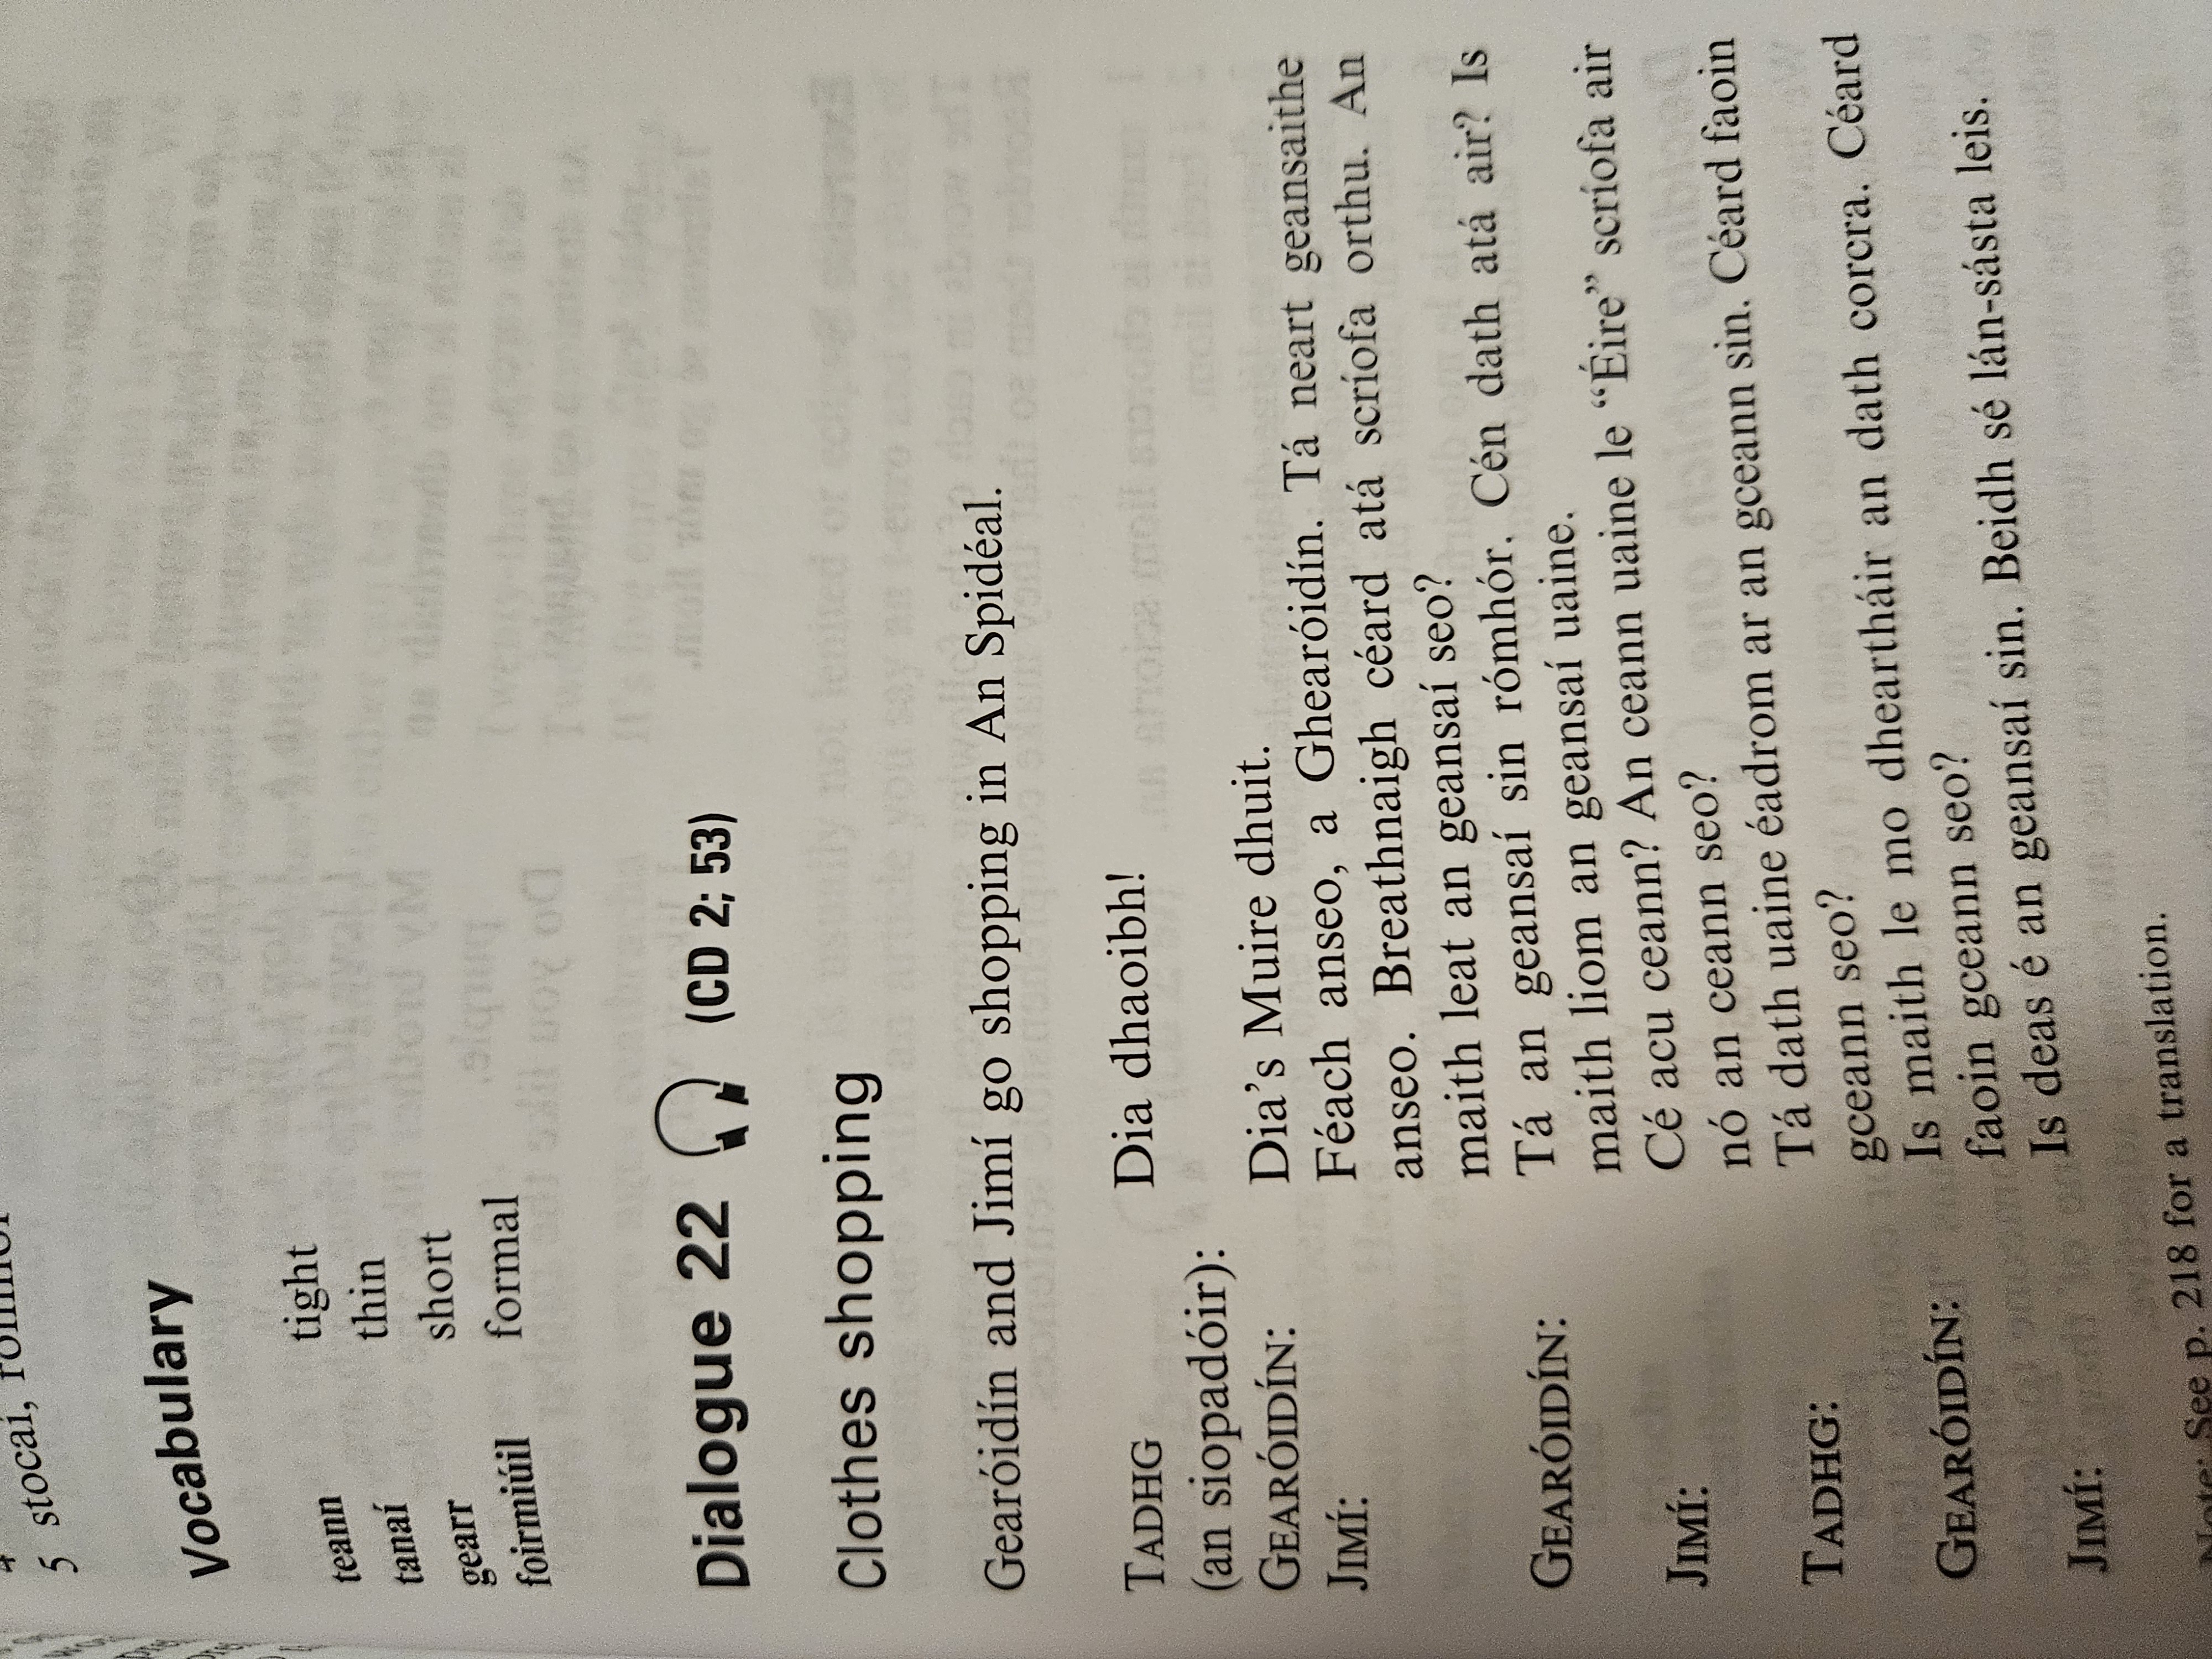 5 stocaí,
Vocabulary
teann tight
tanaí thin
gearr short
foirmiúil formal
Dialogue 22 (CD 2; 53)
Clothes shopping
Gearóidín and Jimí go shopping in An Spidéal.
TADHG
(an siopadóir): Dia dhaoibh!
GEARÓIDÍN: Dia's Muire dhuit.
JIMÍ: Féach anseo, a Ghearóidín. Tá neart geansaithe
anseo. Breathnaigh céard atá scríofa orthu. An
maith leat an geansaí seo?
GEARÓIDÍN: Tá an geansaí sin rómhór. Cén dath atá air? Is
maith liom an geansaí uaine.
JIMÍ: Cé acu ceann? An ceann uaine le “Éire” scríofa air
nó an ceann seo?
TADHG: Tá dath uaine éadrom ar an gceann sin. Céard faoin
gceann seo?
GEARÓIDÍN: Is maith le mo dheartháir an dath corcra. Céard
faoin gceann seo?
JIMÍ: Is deas é an geansaí sin. Beidh sé lán-sásta leis.
Note: See p. 218 for a translation.